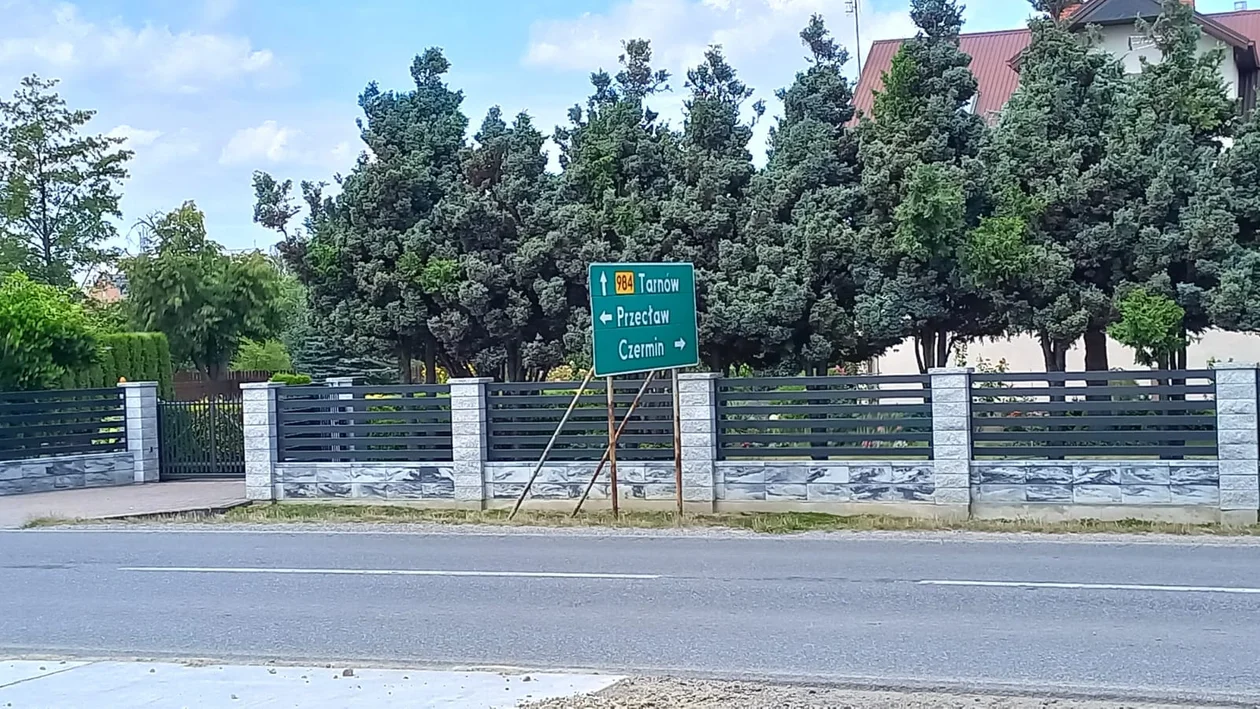 ↑ 984 Tarnów
← Przecław
Czermin →